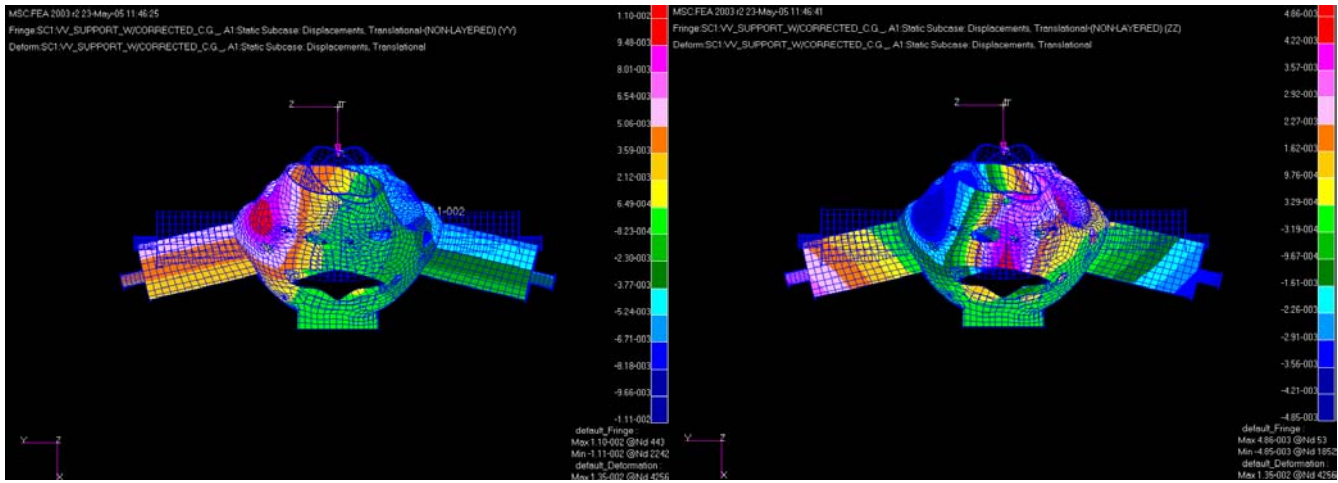 MSC.FEA 2003 r2 23-May-05 11:46:25
Fringe:SC1:VV_SUPPORT_W/CORRECTED_C.G._, A1:Static Subcase: Displacements, Translational-(NON-LAYERED) (YY)
Deform:SC1:VV_SUPPORT_W/CORRECTED_C.G._, A1:Static Subcase: Displacements, Translational
1.10-002
9.48-003
8.01-003
6.54-003
5.06-003
3.59-003
2.12-003
6.49-004
-8.23-004
-2.30-003
-3.77-003
-5.24-003
-6.71-003
-8.18-003
-9.66-003
-1.11-002
Z
1-002
Y
Z
X
default_Fringe :
Max 1.10-002 @Nd 443
Min -1.11-002 @Nd 2242
default_Deformation :
Max 1.35-002 @Nd 4256
MSC.FEA 2003 r2 23-May-05 11:46:41
Fringe:SC1:VV_SUPPORT_W/CORRECTED_C.G._, A1:Static Subcase: Displacements, Translational-(NON-LAYERED) (ZZ)
Deform:SC1:VV_SUPPORT_W/CORRECTED_C.G._, A1:Static Subcase: Displacements, Translational
4.86-003
4.22-003
3.57-003
2.92-003
2.27-003
1.62-003
9.76-004
3.29-004
-3.19-004
-9.67-004
-1.61-003
-2.26-003
-2.91-003
-3.56-003
-4.21-003
-4.85-003
Z
Y
Z
X
default_Fringe :
Max 4.86-003 @Nd 53
Min -4.85-003 @Nd 1852
default_Deformation :
Max 1.35-002 @Nd 4256